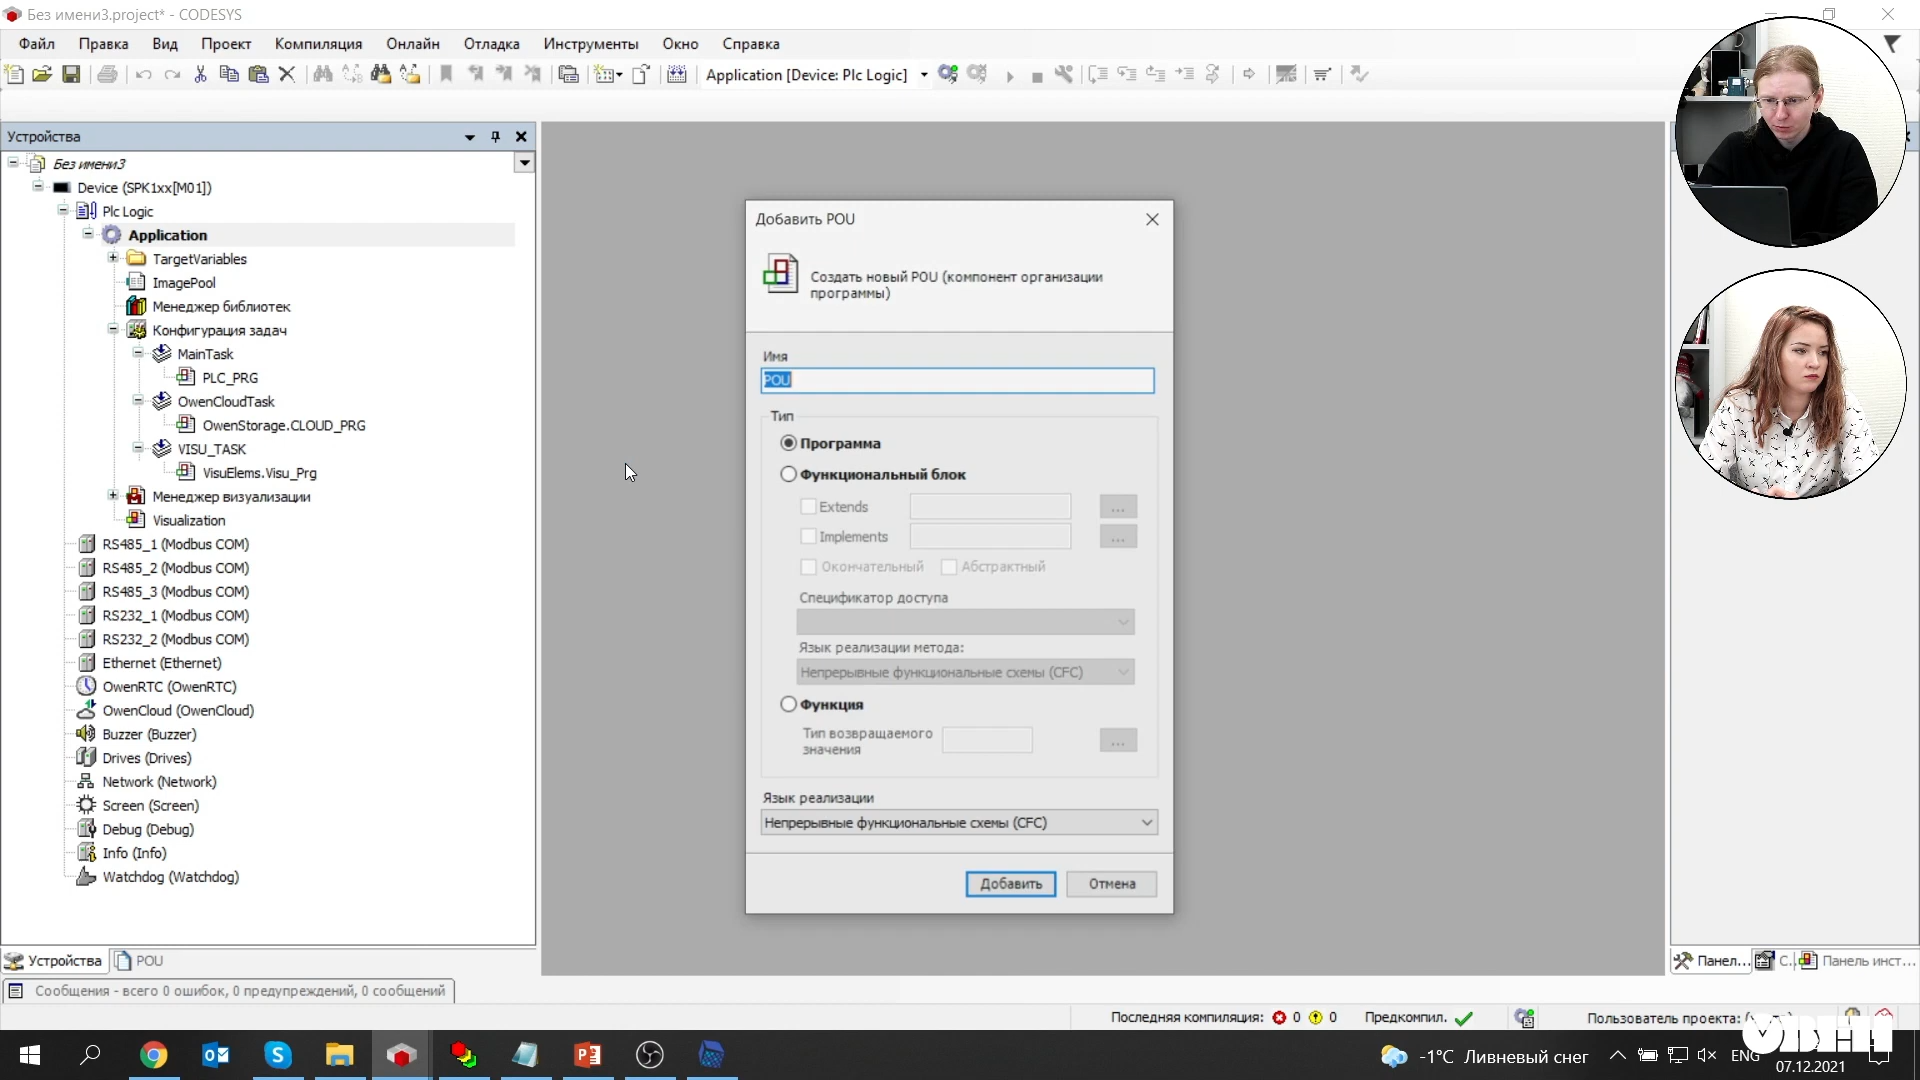 Без имени3.project* - CODESYS
Файл Правка Вид Проект Компиляция Онлайн Отладка Инструменты Окно Справка
Application [Device: Plc Logic]
Устройства
Без имени3
Device (SPK1xx[M01])
Plc Logic
Application
TargetVariables
ImagePool
Менеджер библиотек
Конфигурация задач
MainTask
PLC_PRG
OwenCloudTask
OwenStorage.CLOUD_PRG
VISU_TASK
VisuElems.Visu_Prg
Менеджер визуализации
Visualization
RS485_1 (Modbus COM)
RS485_2 (Modbus COM)
RS485_3 (Modbus COM)
RS232_1 (Modbus COM)
RS232_2 (Modbus COM)
Ethernet (Ethernet)
OwenRTC (OwenRTC)
OwenCloud (OwenCloud)
Buzzer (Buzzer)
Drives (Drives)
Network (Network)
Screen (Screen)
Debug (Debug)
Info (Info)
Watchdog (Watchdog)
Устройства POU
Добавить POU
Создать новый POU (компонент организации
программы)
Имя
POU
Тип
Программа
Функциональный блок
Extends ...
Implements ...
Окончательный Абстрактный
Спецификатор доступа
Язык реализации метода:
Непрерывные функциональные схемы (CFC)
Функция
Тип возвращаемого
значения ...
Язык реализации
Непрерывные функциональные схемы (CFC)
Добавить Отмена
Панел... С... Панель инст...
Сообщения - всего 0 ошибок, 0 предупреждений, 0 сообщений
Последняя компиляция: 0 0 Предкомпил. Пользователь проекта:
-1°C Ливневый снег ENG
07.12.2021
ОВЕН